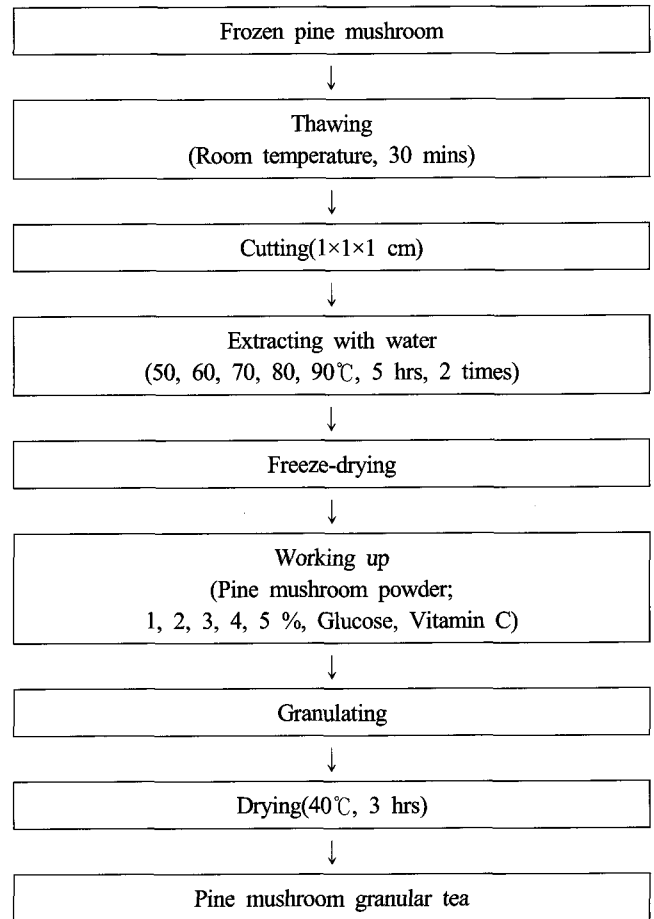 Frozen pine mushroom
↓
Thawing
(Room temperature, 30 mins)
↓
Cutting(1×1×1 cm)
↓
Extracting with water
(50, 60, 70, 80, 90℃, 5 hrs, 2 times)
↓
Freeze-drying
↓
Working up
(Pine mushroom powder;
1, 2, 3, 4, 5 %, Glucose, Vitamin C)
↓
Granulating
↓
Drying(40℃, 3 hrs)
↓
Pine mushroom granular tea